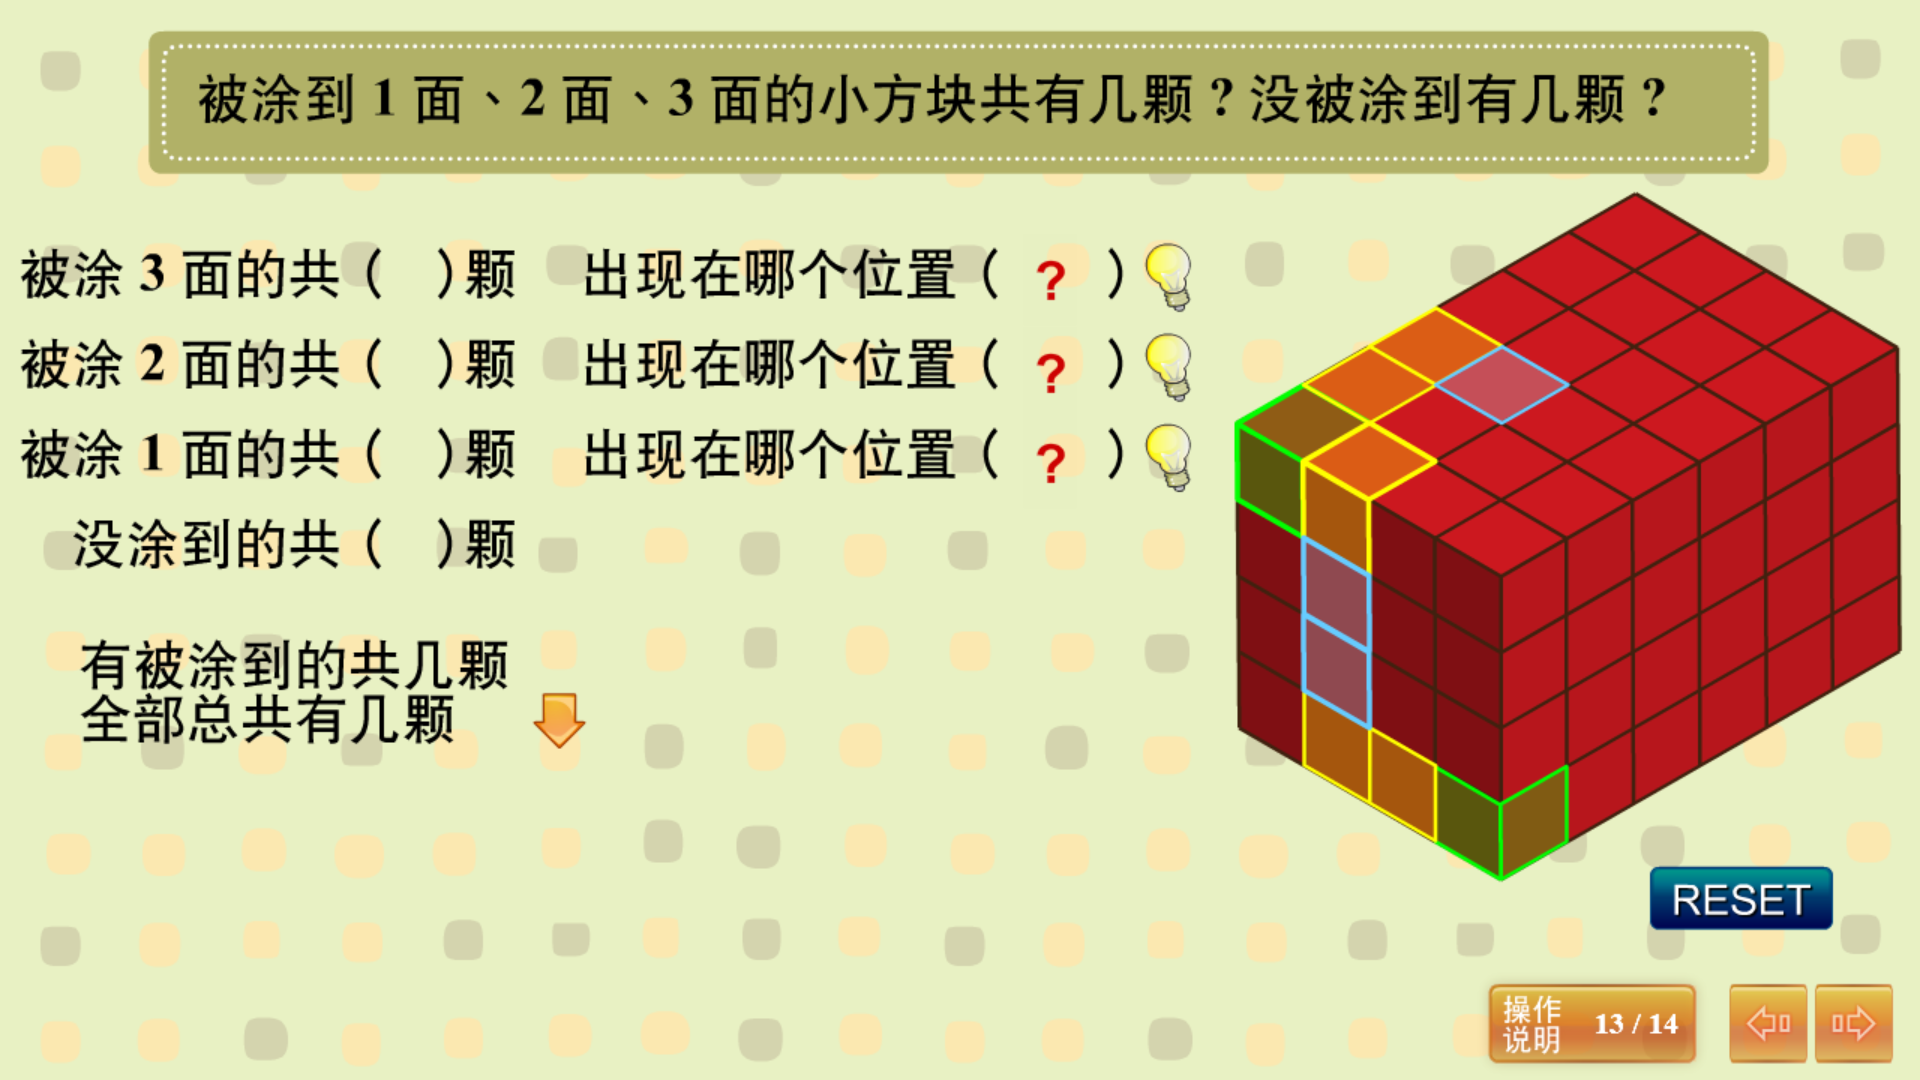 被涂到 1 面、2 面、3 面的小方块共有几颗？没被涂到有几颗？
被涂 3 面的共（ ）颗 出现在哪个位置（ ? ）
被涂 2 面的共（ ）颗 出现在哪个位置（ ? ）
被涂 1 面的共（ ）颗 出现在哪个位置（ ? ）
没涂到的共（ ）颗
有被涂到的共几颗
全部总共有几颗
RESET
操作
说明
13 / 14